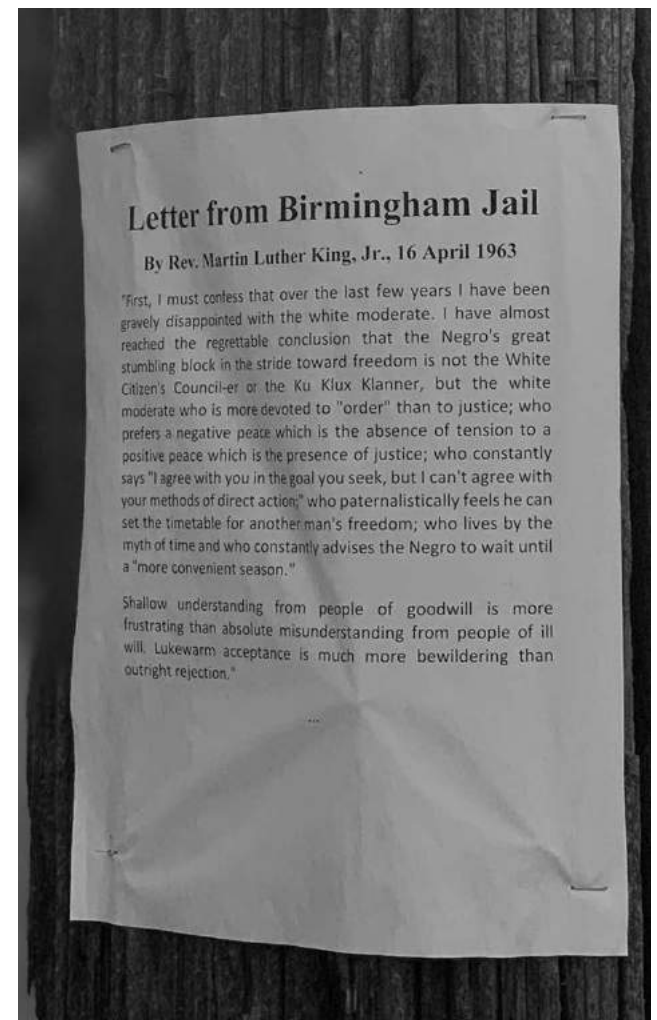 Letter from Birmingham Jail
By Rev. Martin Luther King, Jr., 16 April 1963
"First, I must confess that over the last few years I have been
gravely disappointed with the white moderate. I have almost
reached the regrettable conclusion that the Negro's great
stumbling block in the stride toward freedom is not the White
Citizen's Council-er or the Ku Klux Klanner, but the white
moderate who is more devoted to "order" than to justice; who
prefers a negative peace which is the absence of tension to a
positive peace which is the presence of justice; who constantly
says "I agree with you in the goal you seek, but I can't agree with
your methods of direct action;" who paternalistically feels he can
set the timetable for another man's freedom; who lives by the
myth of time and who constantly advises the Negro to wait until
a "more convenient season."
Shallow understanding from people of goodwill is more
frustrating than absolute misunderstanding from people of ill
will. Lukewarm acceptance is much more bewildering than
outright rejection."